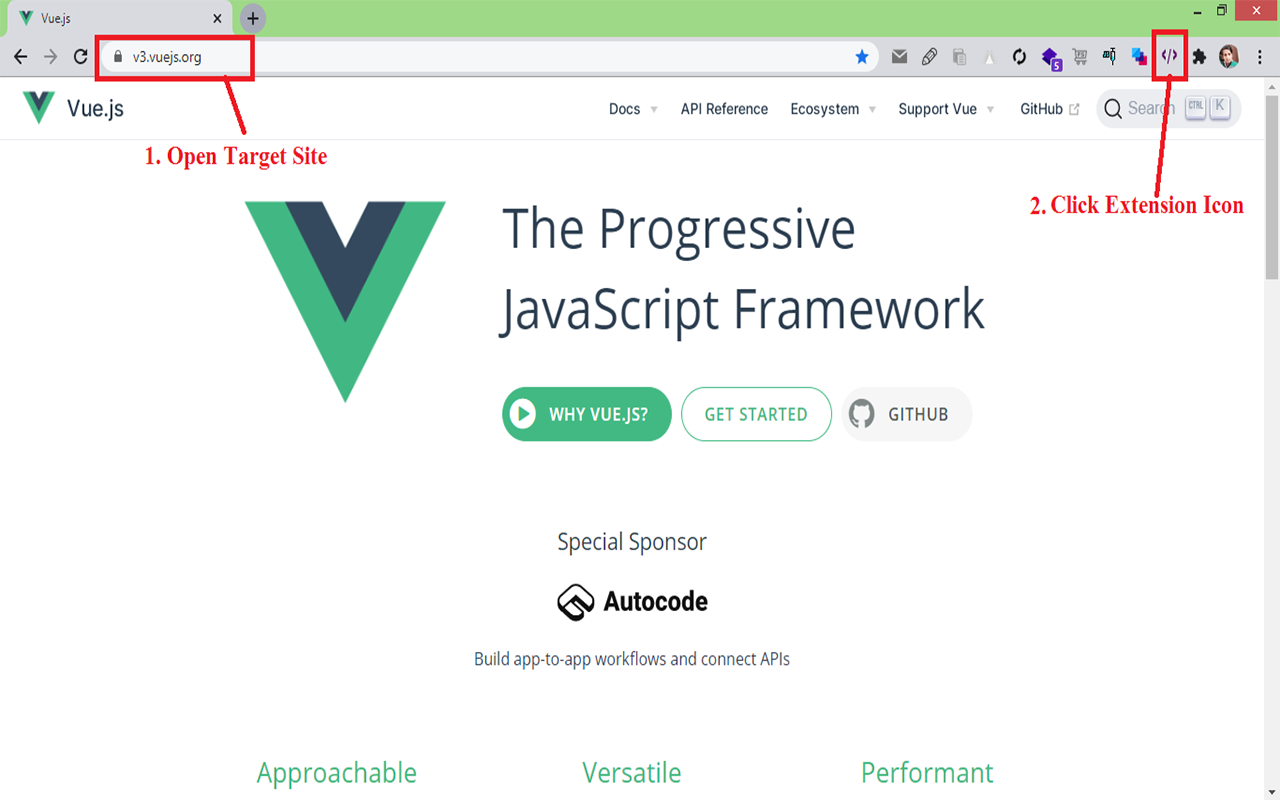 Vue.js
v3.vuejs.org
5
Vue.js
Docs
API Reference
Ecosystem
Support Vue
GitHub
Search
CTRL
K
1. Open Target Site
2. Click Extension Icon
The Progressive
JavaScript Framework
WHY VUE.JS?
GET STARTED
GITHUB
Special Sponsor
Autocode
Build app-to-app workflows and connect APIs
Approachable
Versatile
Performant